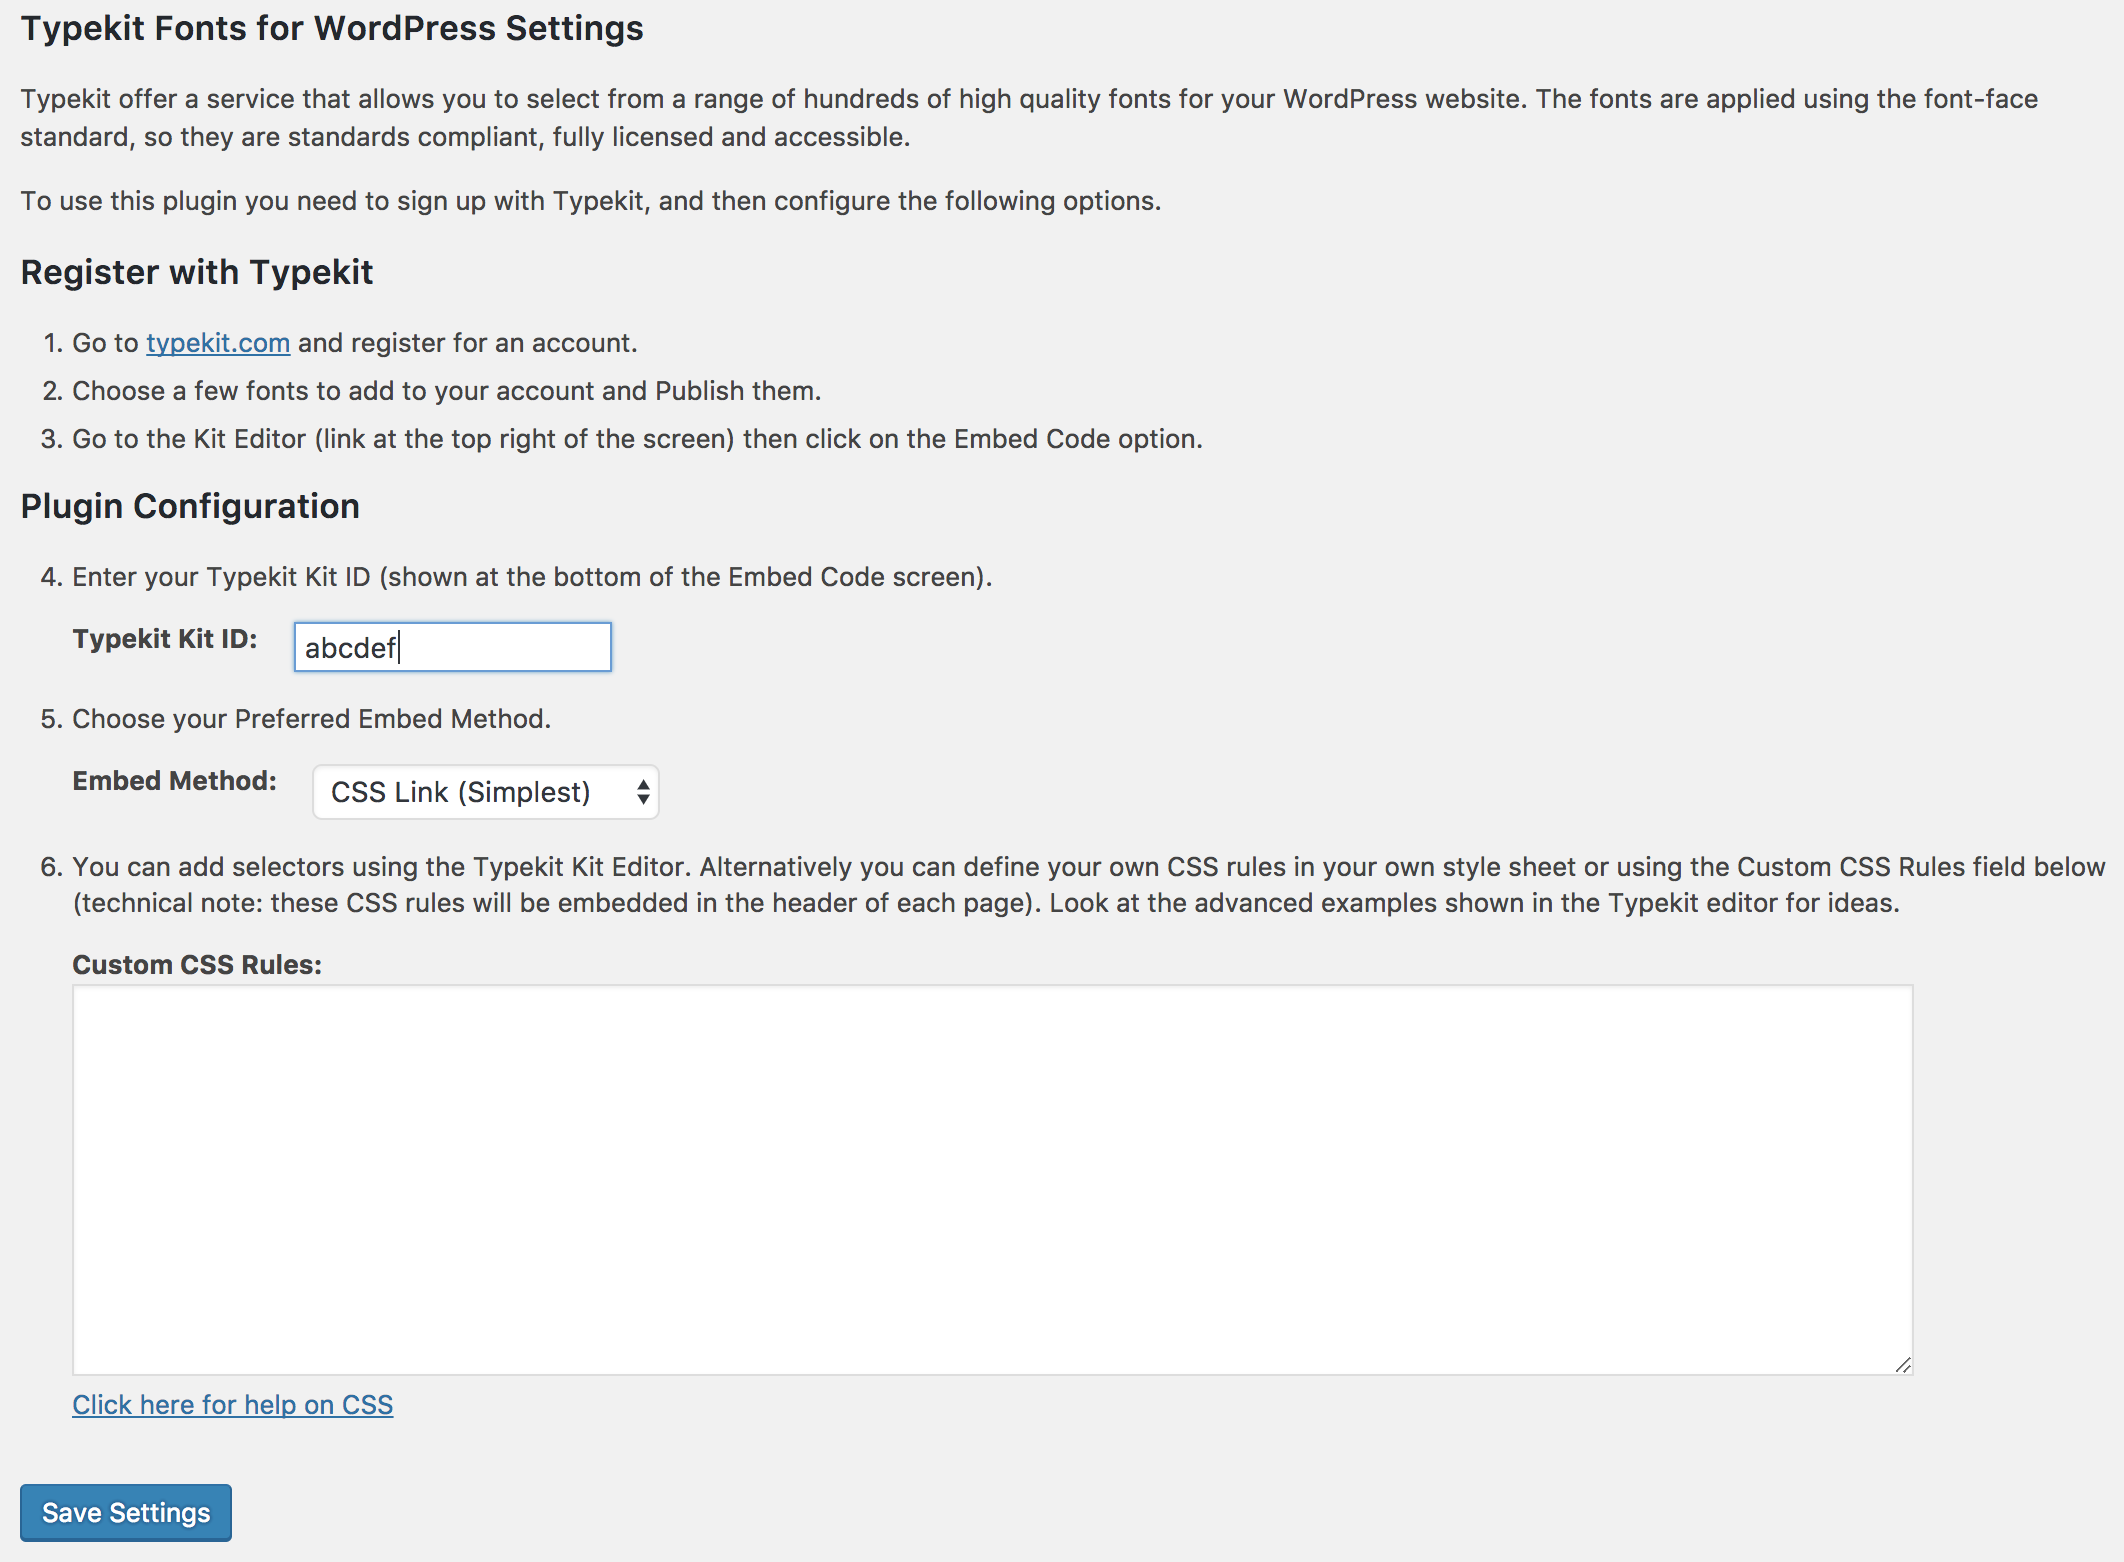 Typekit Fonts for WordPress Settings
Typekit offer a service that allows you to select from a range of hundreds of high quality fonts for your WordPress website. The fonts are applied using the font-face
standard, so they are standards compliant, fully licensed and accessible.
To use this plugin you need to sign up with Typekit, and then configure the following options.
Register with Typekit
1. Go to typekit.com and register for an account.
2. Choose a few fonts to add to your account and Publish them.
3. Go to the Kit Editor (link at the top right of the screen) then click on the Embed Code option.
Plugin Configuration
4. Enter your Typekit Kit ID (shown at the bottom of the Embed Code screen).
Typekit Kit ID: abcdef
5. Choose your Preferred Embed Method.
Embed Method: CSS Link (Simplest)
6. You can add selectors using the Typekit Kit Editor. Alternatively you can define your own CSS rules in your own style sheet or using the Custom CSS Rules field below
(technical note: these CSS rules will be embedded in the header of each page). Look at the advanced examples shown in the Typekit editor for ideas.
Custom CSS Rules:
Click here for help on CSS
Save Settings